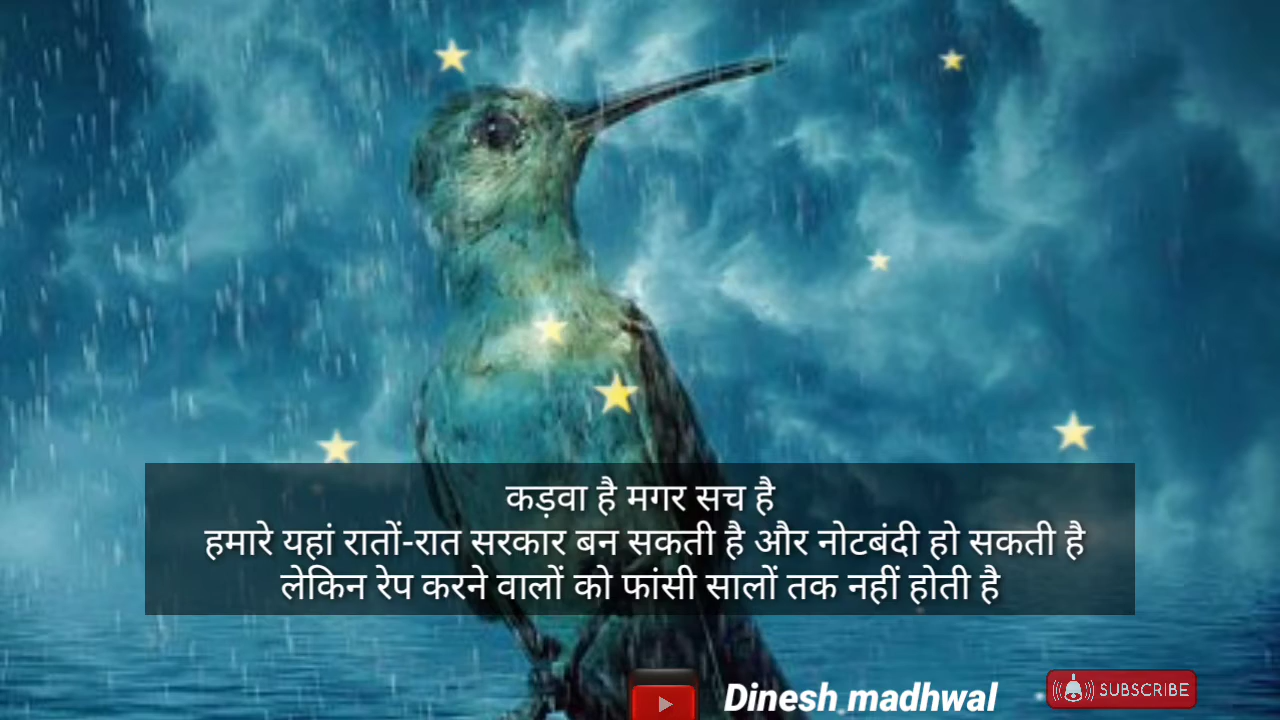 कड़वा है मगर सच है
हमारे यहां रातों-रात सरकार बन सकती है और नोटबंदी हो सकती है
लेकिन रेप करने वालों को फांसी सालों तक नहीं होती है
Dinesh madhwal
SUBSCRIBE